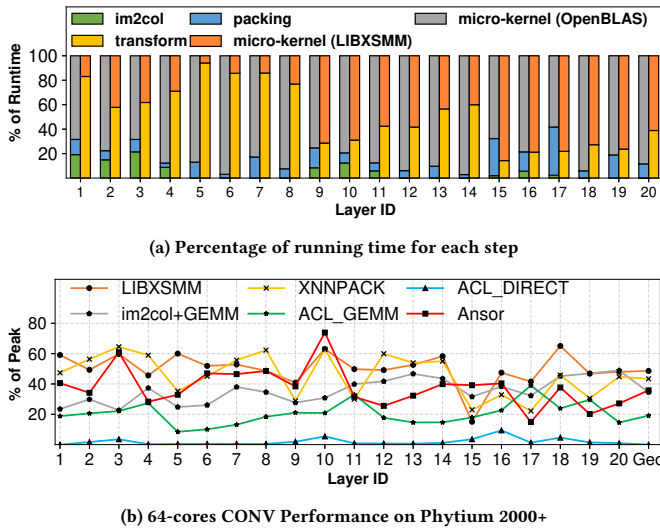 im2col packing micro-kernel (OpenBLAS)
transform micro-kernel (LIBXSMM)
% of Runtime
100
80
60
40
20
1 2 3 4 5 6 7 8 9 10 11 12 13 14 15 16 17 18 19 20
Layer ID
(a) Percentage of running time for each step
LIBXSMM XNNPACK ACL_DIRECT
im2col+GEMM ACL_GEMM Ansor
% of Peak
80
60
40
20
1 2 3 4 5 6 7 8 9 10 11 12 13 14 15 16 17 18 19 20 Geo
Layer ID
(b) 64-cores CONV Performance on Phytium 2000+